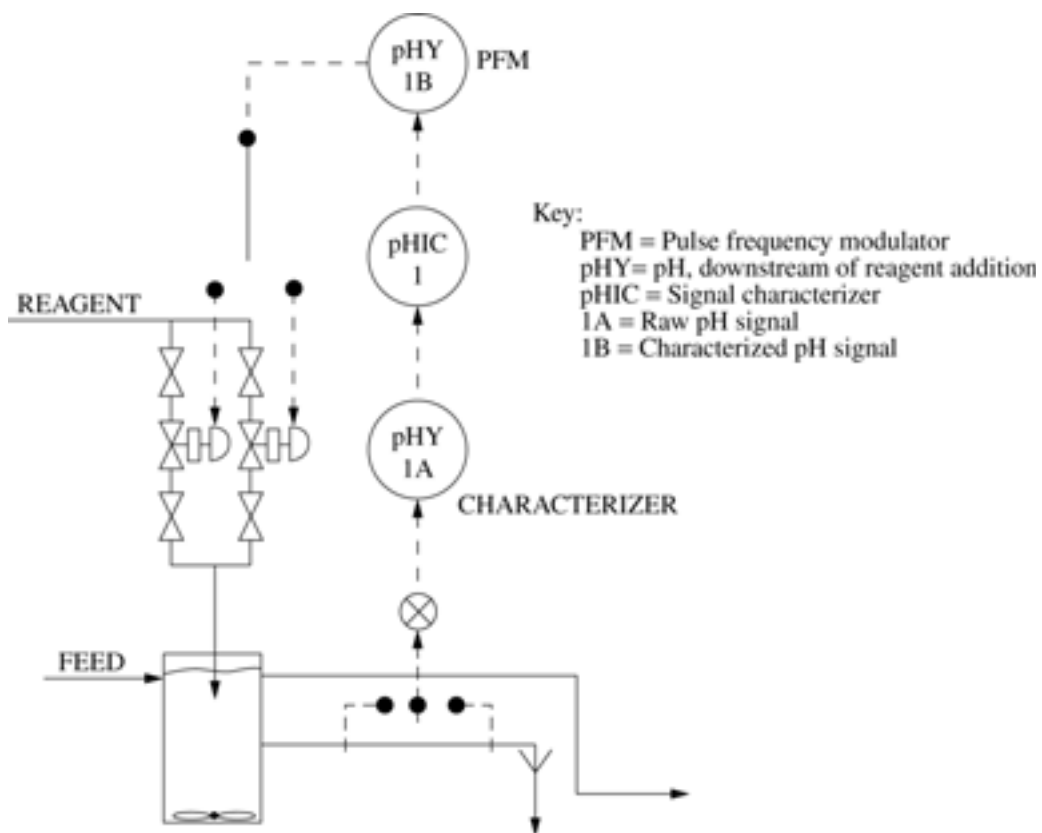 pHY
1B
PFM
pHIC
1
Key:
PFM = Pulse frequency modulator
pHY= pH, downstream of reagent addition
pHIC = Signal characterizer
1A = Raw pH signal
1B = Characterized pH signal
REAGENT
pHY
1A
CHARACTERIZER
FEED